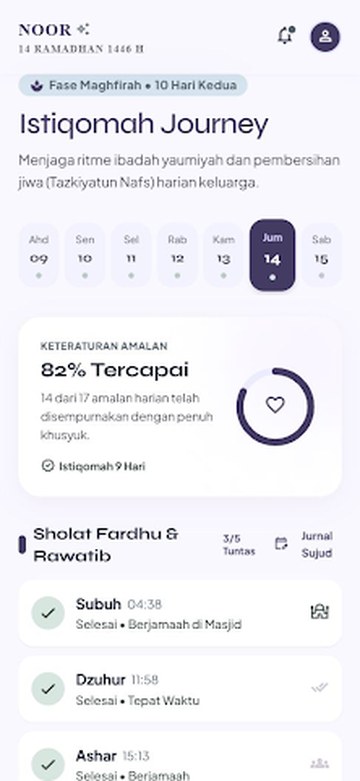 NOOR
14 RAMADHAN 1446 H
Fase Maghfirah • 10 Hari Kedua
Istiqomah Journey
Menjaga ritme ibadah yaumiyah dan pembersihan
jiwa (Tazkiyatun Nafs) harian keluarga.
Ahd Sen Sel Rab Kam Jum Sab
09 10 11 12 13 14 15
KETERATURAN AMALAN
82% Tercapai
14 dari 17 amalan harian telah
disempurnakan dengan penuh
khusyuk.
Istiqomah 9 Hari
Sholat Fardhu &
Rawatib
3/5
Tuntas
Jurnal
Sujud
Subuh 04:38
Selesai • Berjamaah di Masjid
Dzuhur 11:58
Selesai • Tepat Waktu
Ashar 15:13
Selesai • Berjamaah